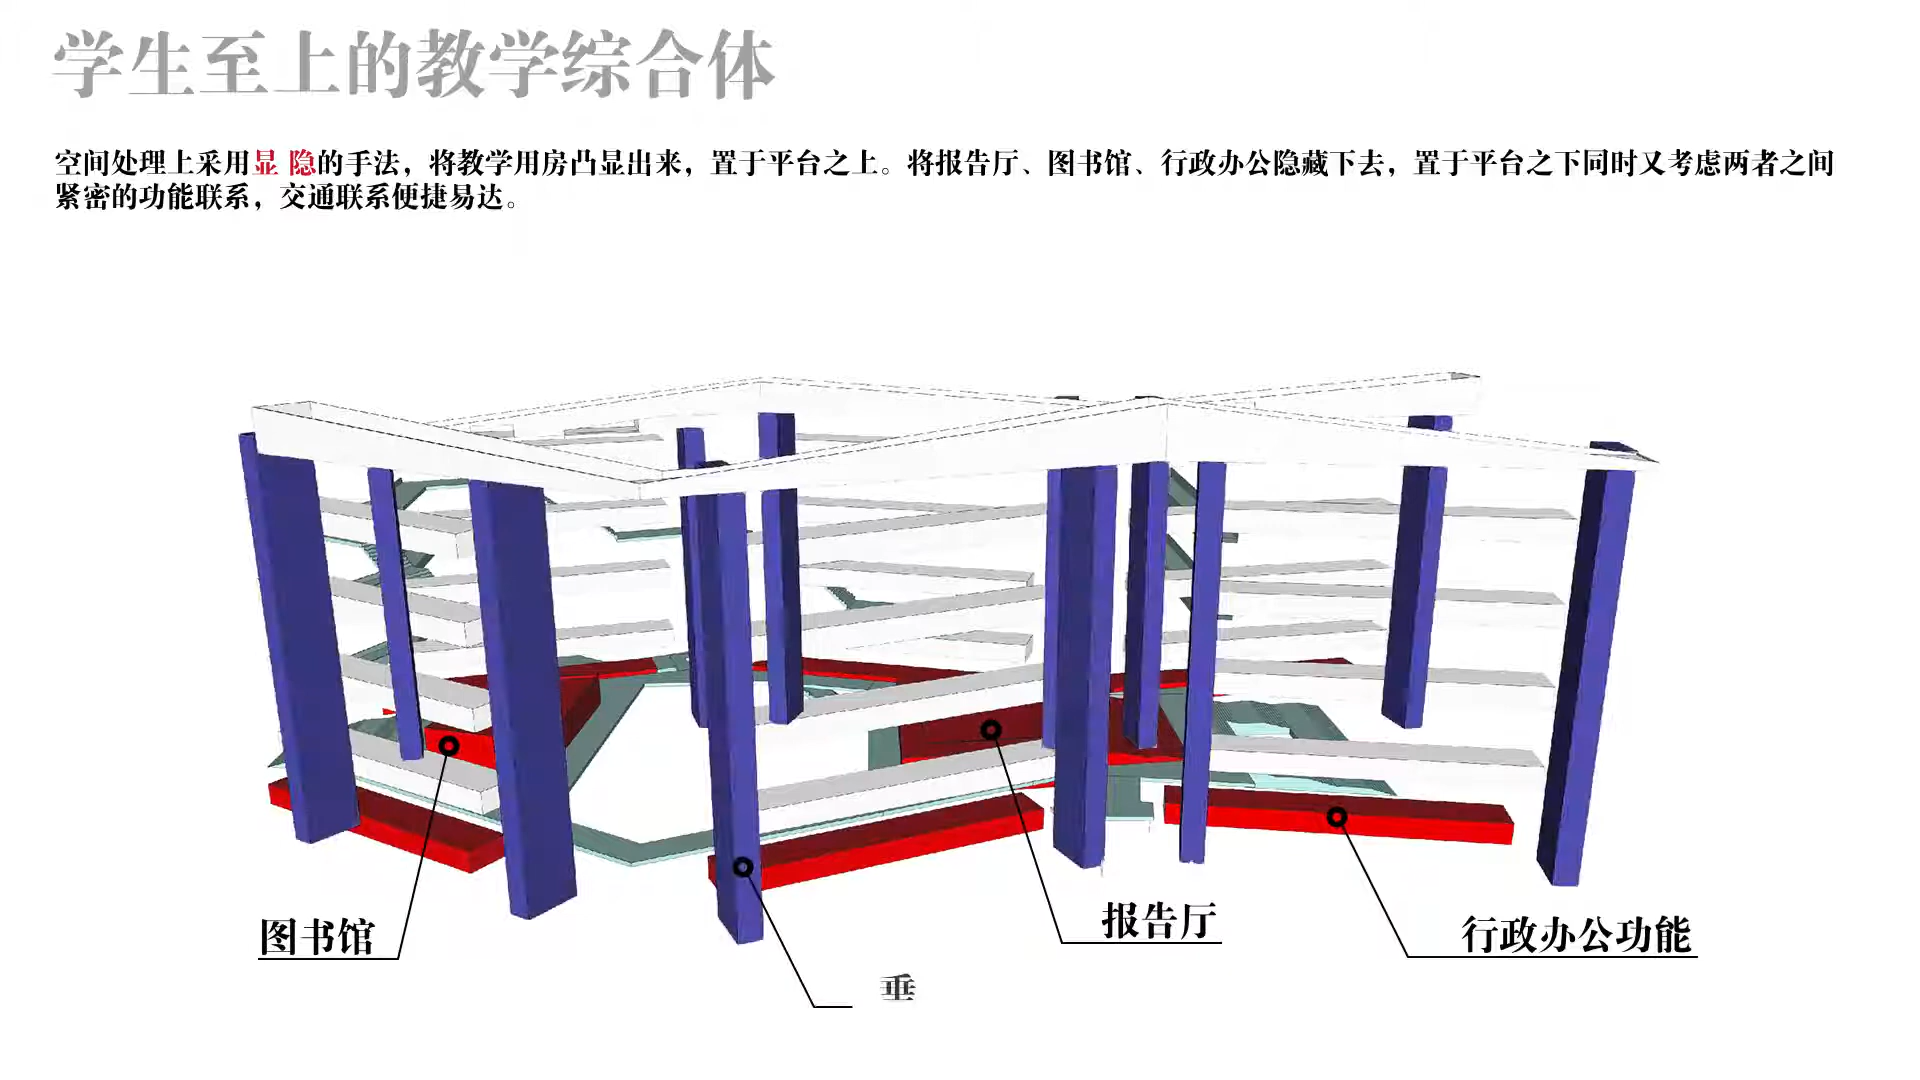 学生至上的教学综合体
空间处理上采用显 隐的手法，将教学用房凸显出来，置于平台之上。将报告厅、图书馆、行政办公隐藏下去，置于平台之下同时又考虑两者之间
紧密的功能联系，交通联系便捷易达。
图书馆
报告厅
行政办公功能
垂